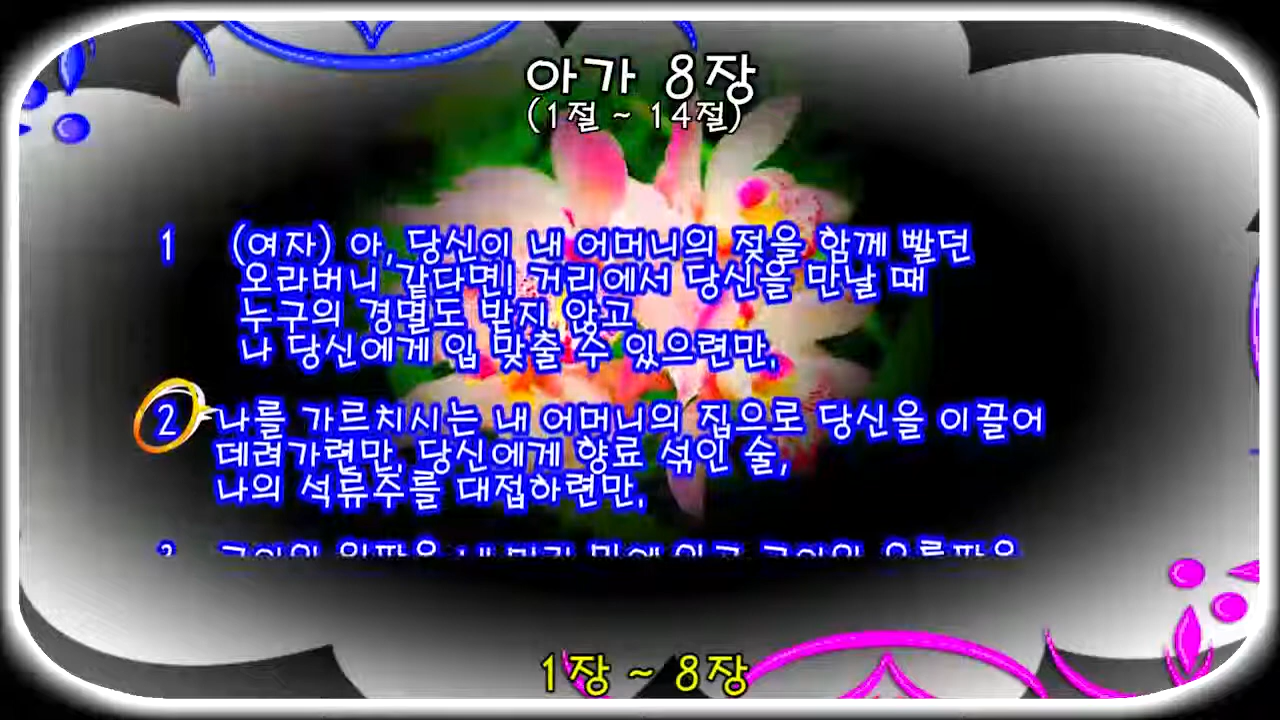 아가 8장
(1절 ~ 14절)
1 (여자) 아, 당신이 내 어머니의 젖을 함께 빨던
오라버니 같다면! 거리에서 당신을 만날 때
누구의 경멸도 받지 않고
나 당신에게 입 맞출 수 있으련만.
2 나를 가르치시는 내 어머니의 집으로 당신을 이끌어
데려가련만. 당신에게 향료 섞인 술,
나의 석류주를 대접하련만.
1장 ~ 8장